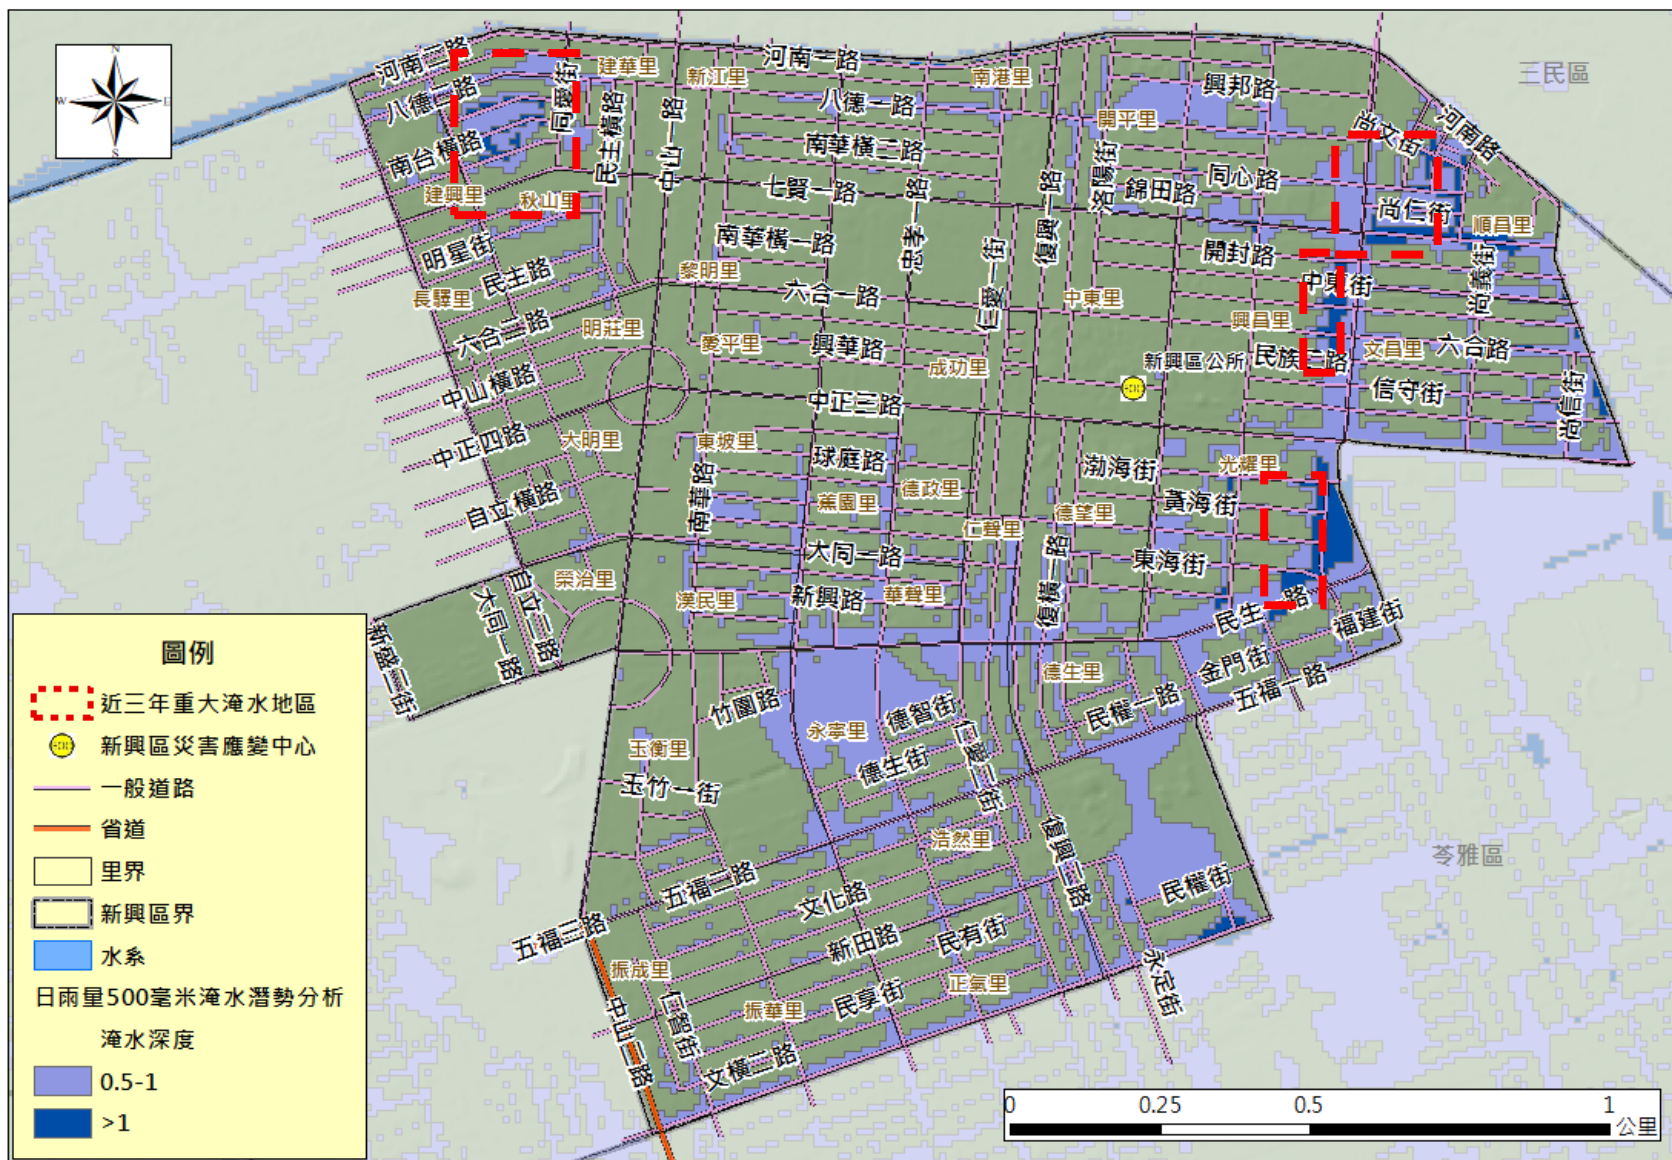 N
W
E
S
河南二路
八德二路
同愛街
建華里
新江里
河南一路
南港里
三民區
八德一路
興邦路
開平里
尚文街
河南路
南台橫路
民主橫路
中山一路
南華橫二路
洛陽街
同心路
錦田路
七賢一路
建興里
秋山里
忠孝一路
復興一路
尚仁街
順昌里
明星街
南華橫一路
開封路
仁愛一街
尚義街
黎明里
民主路
長驛里
六合一路
中東里
中東街
六合二路
明莊里
愛平里
興華路
成功里
興昌里
新興區公所
民族二路
文昌里
六合路
中山橫路
信守街
尚信街
中正三路
中正四路
大明里
東坡里
球庭路
渤海街
光耀里
自立橫路
南華路
蕉園里
德政里
黃海街
德望里
仁聲里
大同一路
東海街
榮治里
自立二路
大同一路
漢民里
新興路
華聲里
復橫一路
民生一路
福建街
新盛二街
金門街
五福一路
德生里
竹圍路
永寧里
德智街
民權一路
玉衡里
仁愛二街
德生街
玉竹一街
浩然里
復興二路
五福二路
文化路
民權街
五福三路
新田路
民有街
振成里
正氣里
永定街
中山二路
仁智街
振華里
民享街
文橫二路
苓雅區
圖例
近三年重大淹水地區
新興區災害應變中心
一般道路
省道
里界
新興區界
水系
日雨量500毫米淹水潛勢分析
淹水深度
0.5-1
>1
0 0.25 0.5 1
公里